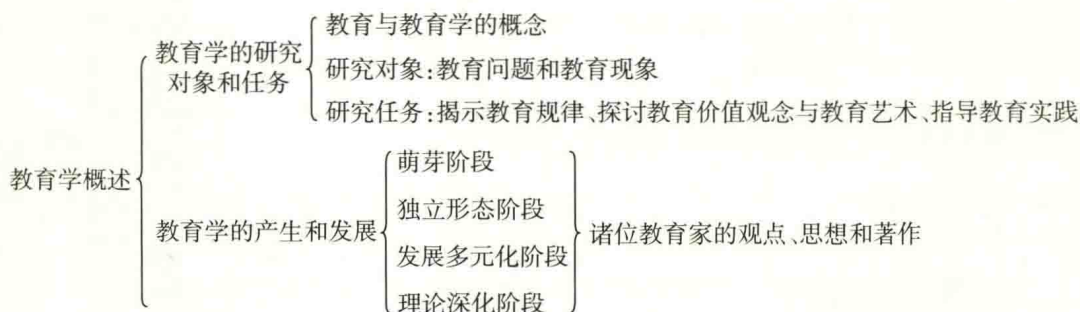 教育学概述
教育学的研究
对象和任务
教育与教育学的概念
研究对象:教育问题和教育现象
研究任务:揭示教育规律、探讨教育价值观念与教育艺术、指导教育实践
教育学的产生和发展
萌芽阶段
独立形态阶段
发展多元化阶段
理论深化阶段
诸位教育家的观点、思想和著作